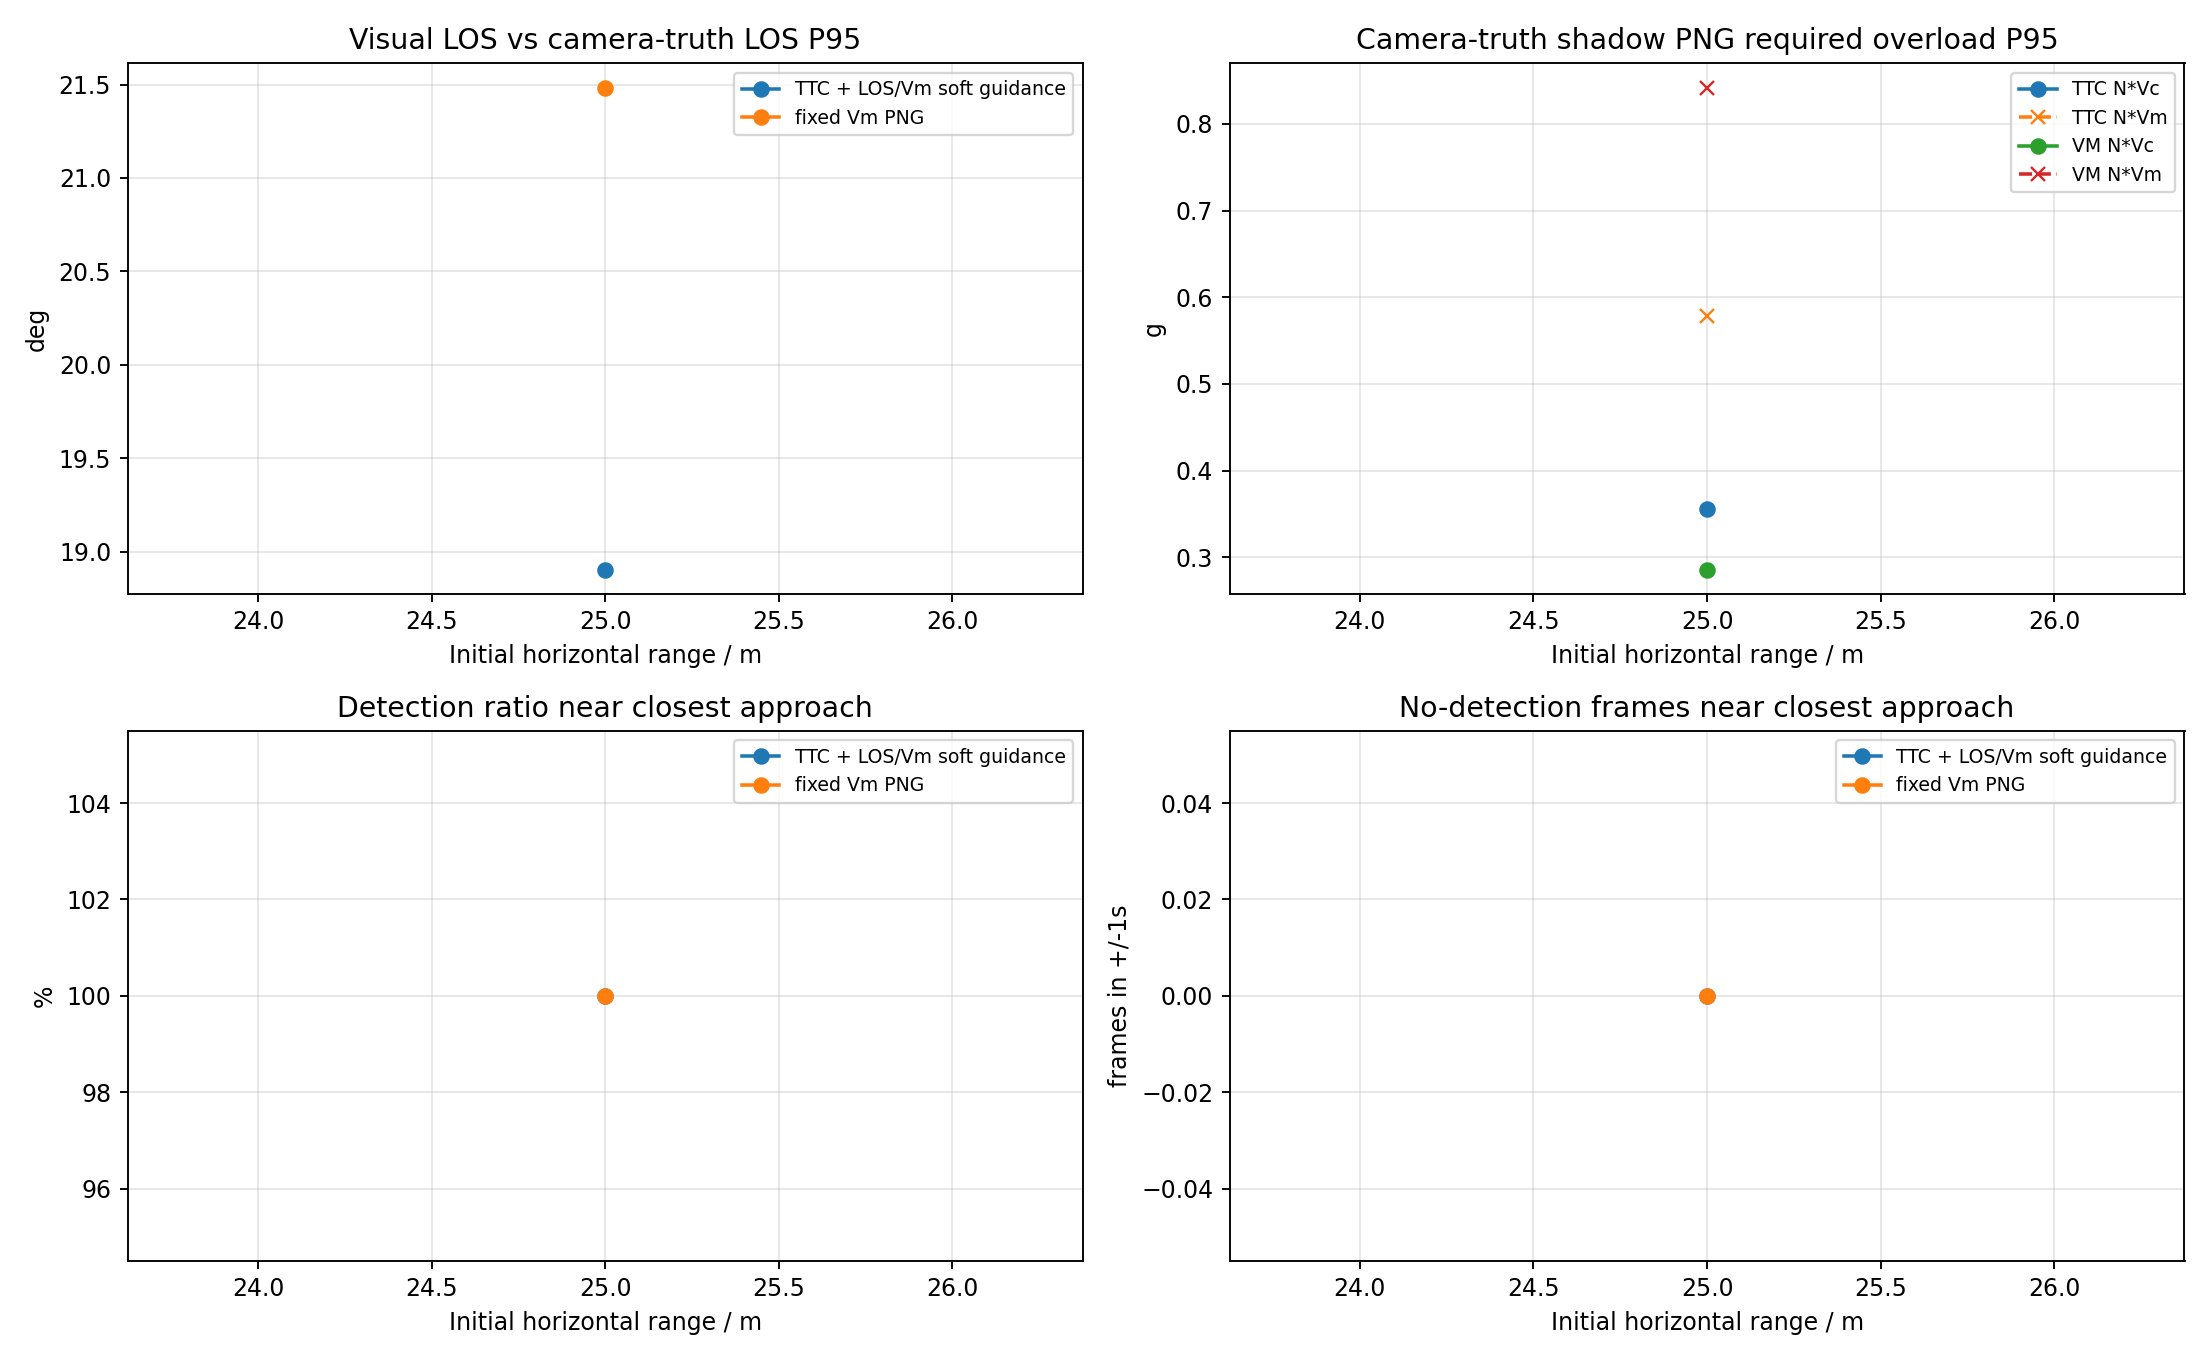 Visual LOS vs camera-truth LOS P95
deg
21.5
21.0
20.5
20.0
19.5
19.0
TTC + LOS/Vm soft guidance
fixed Vm PNG
24.0 24.5 25.0 25.5 26.0
Initial horizontal range / m
Camera-truth shadow PNG required overload P95
g
0.8
0.7
0.6
0.5
0.4
0.3
TTC N*Vc
TTC N*Vm
VM N*Vc
VM N*Vm
24.0 24.5 25.0 25.5 26.0
Initial horizontal range / m
Detection ratio near closest approach
%
104
102
100
98
96
TTC + LOS/Vm soft guidance
fixed Vm PNG
24.0 24.5 25.0 25.5 26.0
Initial horizontal range / m
No-detection frames near closest approach
frames in +/-1s
0.04
0.02
0.00
−0.02
−0.04
TTC + LOS/Vm soft guidance
fixed Vm PNG
24.0 24.5 25.0 25.5 26.0
Initial horizontal range / m